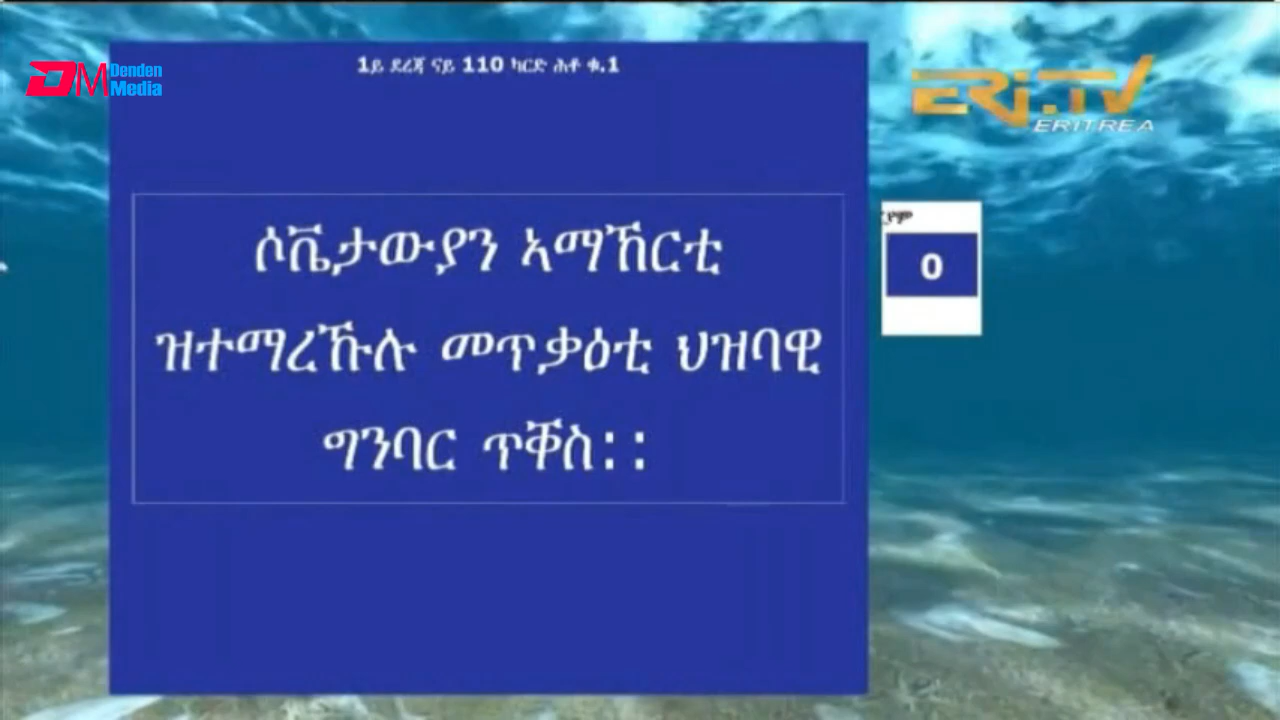 1ይ ደረጃ ናይ 110 ካርድ ሕቶ ቁ.1
DM Denden Media
ERi.TV
ERITREA
ሶቬታውያን ኣማኸርቲ
ዝተማረኹሉ መጥቃዕቲ ህዝባዊ
ግንባር ጥቐስ::
0